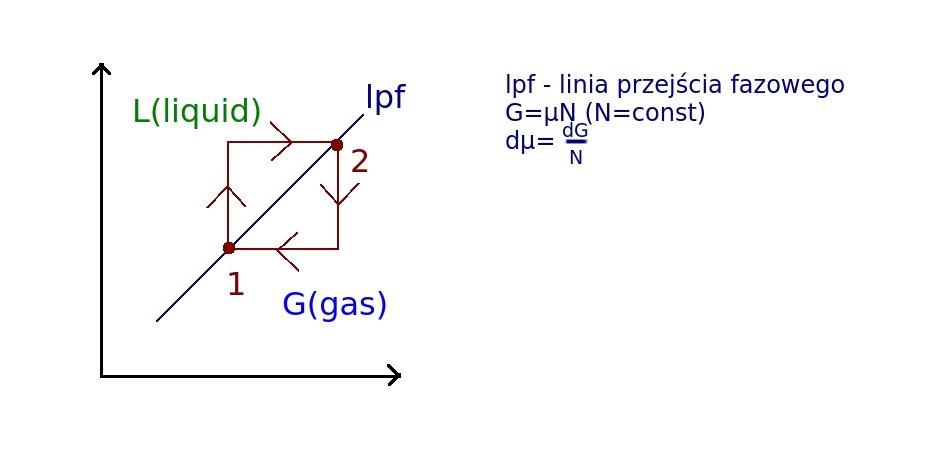 L(liquid)
lpf
2
1
G(gas)
lpf - linia przejścia fazowego
G=μN (N=const)
dμ= dG
N